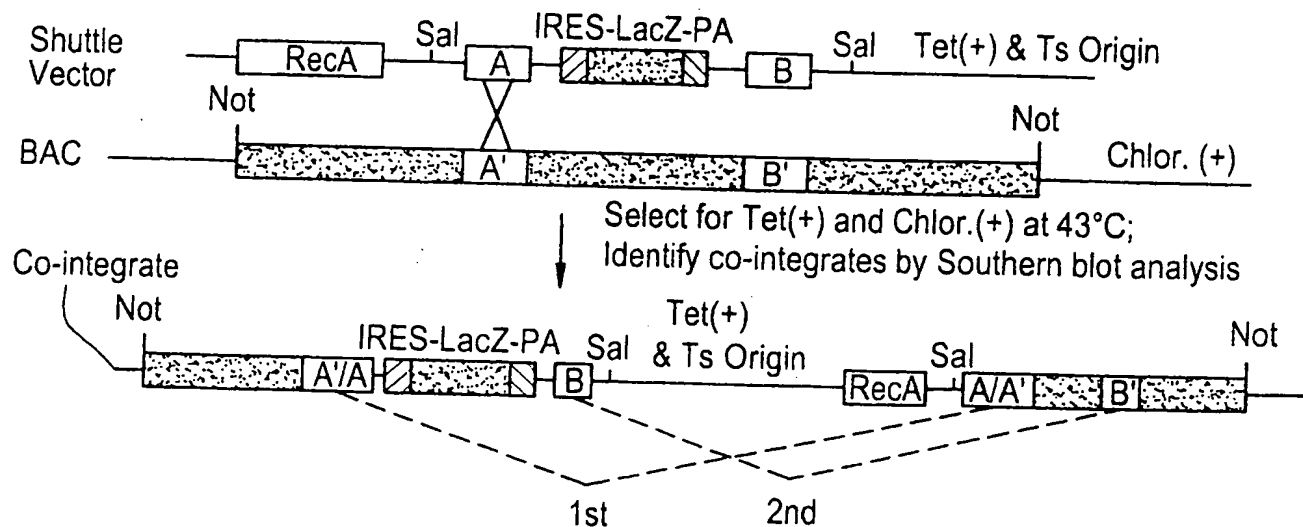 Shuttle
Vector
RecA
Sal
A
IRES-LacZ-PA
B
Sal
Tet(+) & Ts Origin
Not
Not
BAC
A'
B'
Chlor. (+)
Select for Tet(+) and Chlor.(+) at 43°C;
Identify co-integrates by Southern blot analysis
Co-integrate
Not
IRES-LacZ-PA
Tet(+)
& Ts Origin
Not
A'/A
B
Sal
RecA
Sal
A/A'
B'
1st
2nd